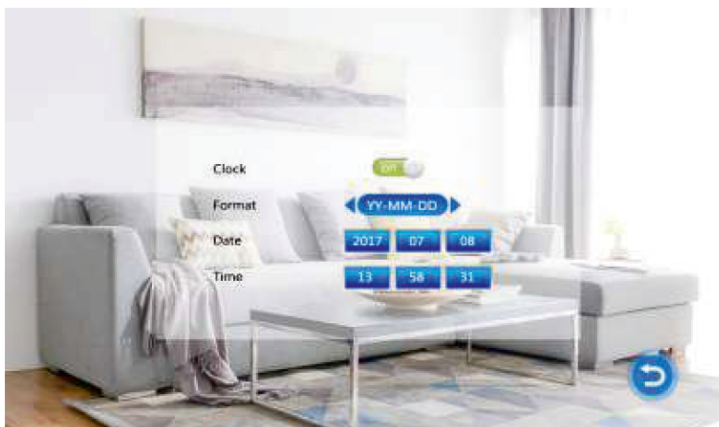 Clock on
Format YY-MM-DD
Date 2017 07 08
Time 13 58 31